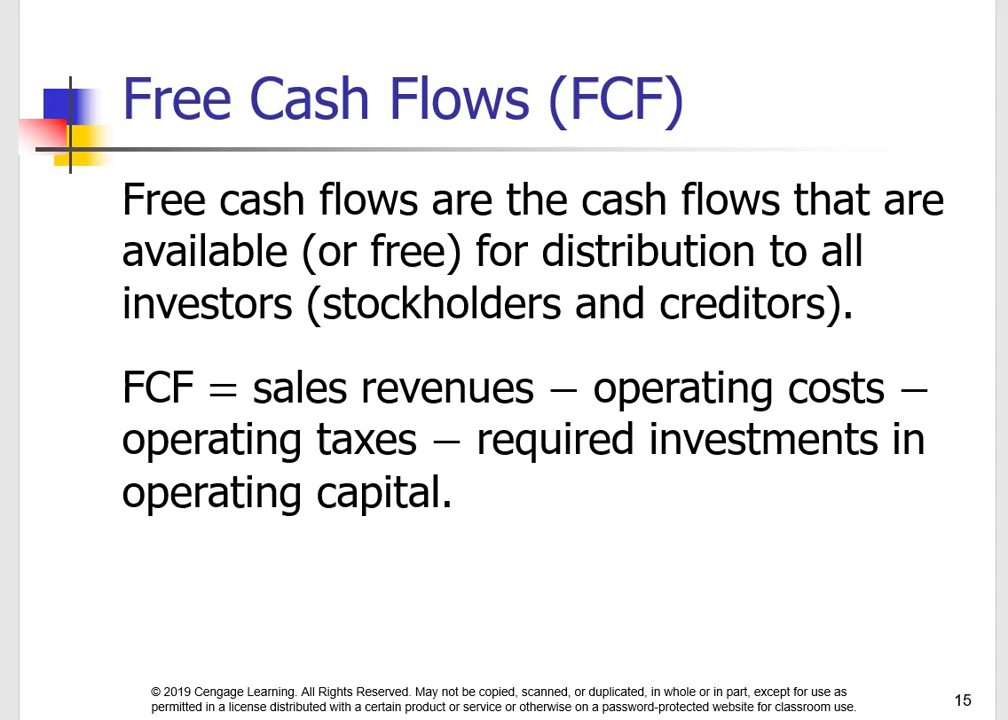 Free Cash Flows (FCF)
Free cash flows are the cash flows that are
available (or free) for distribution to all
investors (stockholders and creditors).
FCF = sales revenues − operating costs −
operating taxes − required investments in
operating capital.
© 2019 Cengage Learning. All Rights Reserved. May not be copied, scanned, or duplicated, in whole or in part, except for use as
permitted in a license distributed with a certain product or service or otherwise on a password-protected website for classroom use.
15